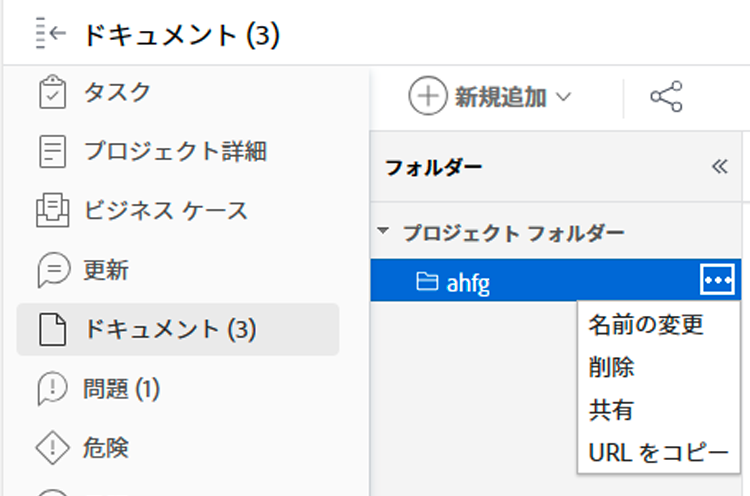 ドキュメント (3)
タスク
プロジェクト詳細
ビジネス ケース
更新
ドキュメント (3)
問題 (1)
危険
新規追加
フォルダー
プロジェクト フォルダー
ahfg
名前の変更
削除
共有
URL をコピー